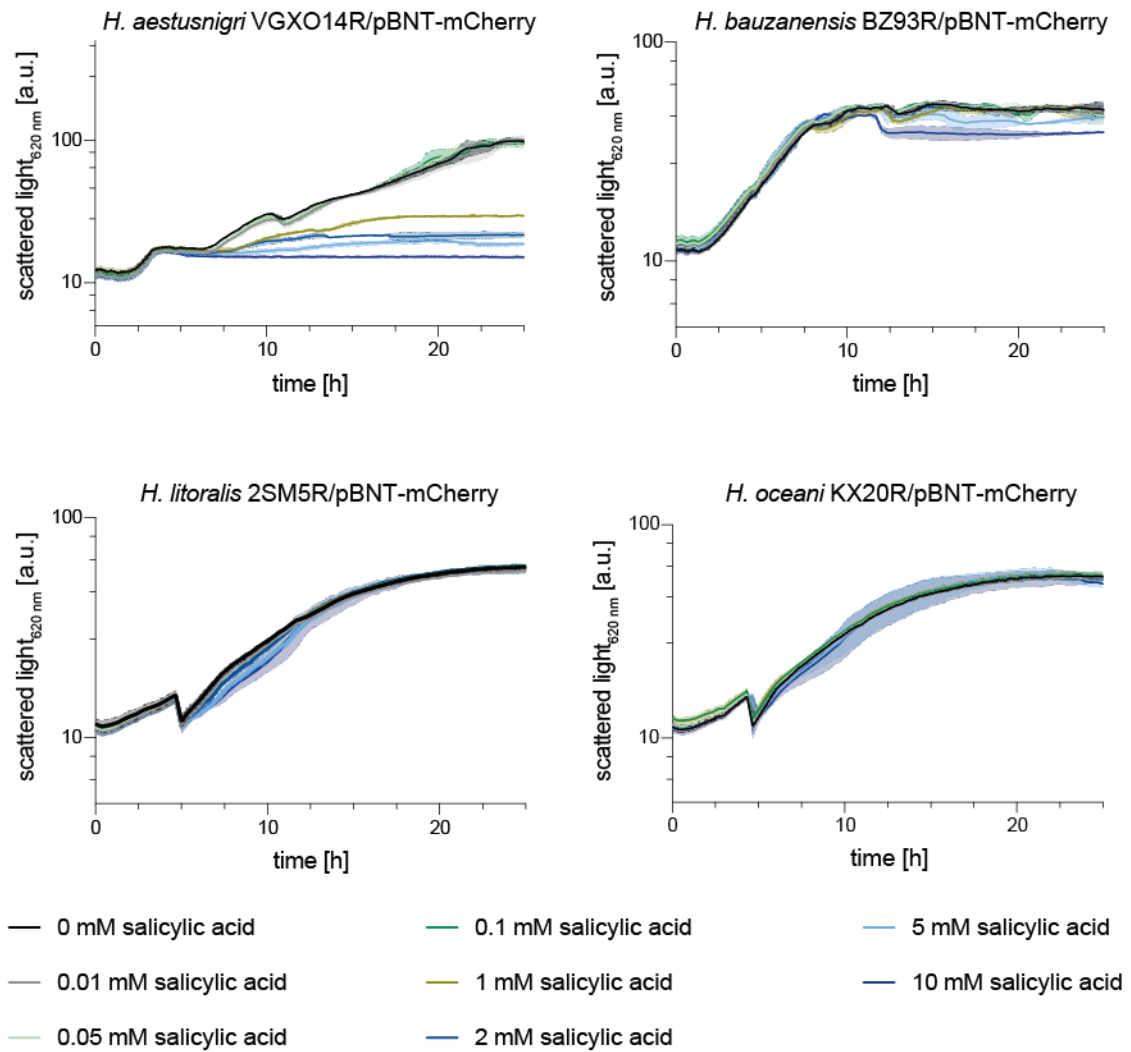 H. aestusnigri VGXO14R/pBNT-mCherry
scattered light620 nm [a.u.]
100
10
0
10
20
time [h]
H. bauzanensis BZ93R/pBNT-mCherry
scattered light620 nm [a.u.]
100
10
0
10
20
time [h]
H. litoralis 2SM5R/pBNT-mCherry
scattered light620 nm [a.u.]
100
10
0
10
20
time [h]
H. oceani KX20R/pBNT-mCherry
scattered light620 nm [a.u.]
100
10
0
10
20
time [h]
0 mM salicylic acid
0.01 mM salicylic acid
0.05 mM salicylic acid
0.1 mM salicylic acid
1 mM salicylic acid
2 mM salicylic acid
5 mM salicylic acid
10 mM salicylic acid